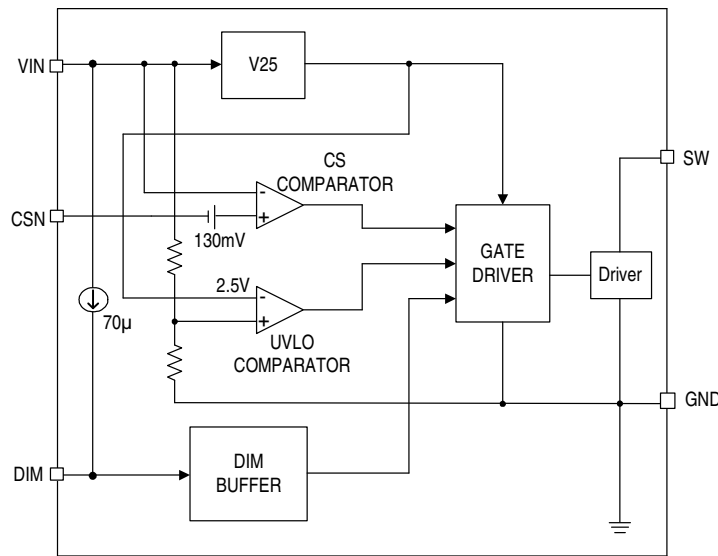 VIN
V25
SW
CS
COMPARATOR
-
+
CSN
130mV
GATE
DRIVER
Driver
2.5V
-
+
70µ
UVLO
COMPARATOR
GND
DIM
DIM
BUFFER